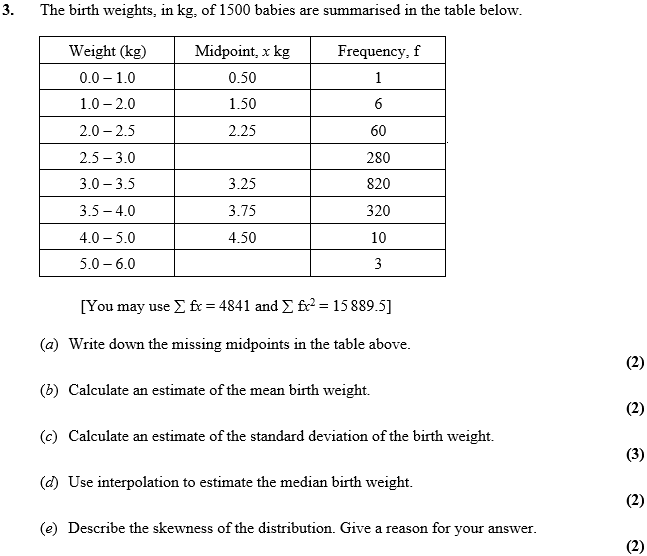 3. The birth weights, in kg, of 1500 babies are summarised in the table below.
Weight (kg) Midpoint, x kg Frequency, f
0.0 – 1.0 0.50 1
1.0 – 2.0 1.50 6
2.0 – 2.5 2.25 60
2.5 – 3.0 280
3.0 – 3.5 3.25 820
3.5 – 4.0 3.75 320
4.0 – 5.0 4.50 10
5.0 – 6.0 3
[You may use ∑ fx = 4841 and ∑ fx² = 15 889.5]
(a) Write down the missing midpoints in the table above.
(2)
(b) Calculate an estimate of the mean birth weight.
(2)
(c) Calculate an estimate of the standard deviation of the birth weight.
(3)
(d) Use interpolation to estimate the median birth weight.
(2)
(e) Describe the skewness of the distribution. Give a reason for your answer.
(2)